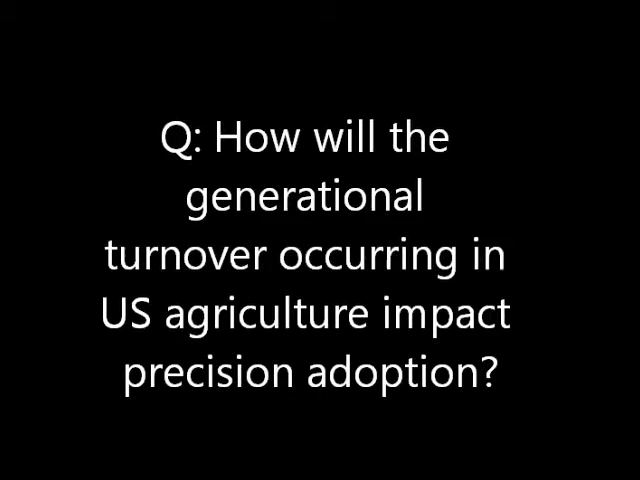 Q: How will the
generational
turnover occurring in
US agriculture impact
precision adoption?